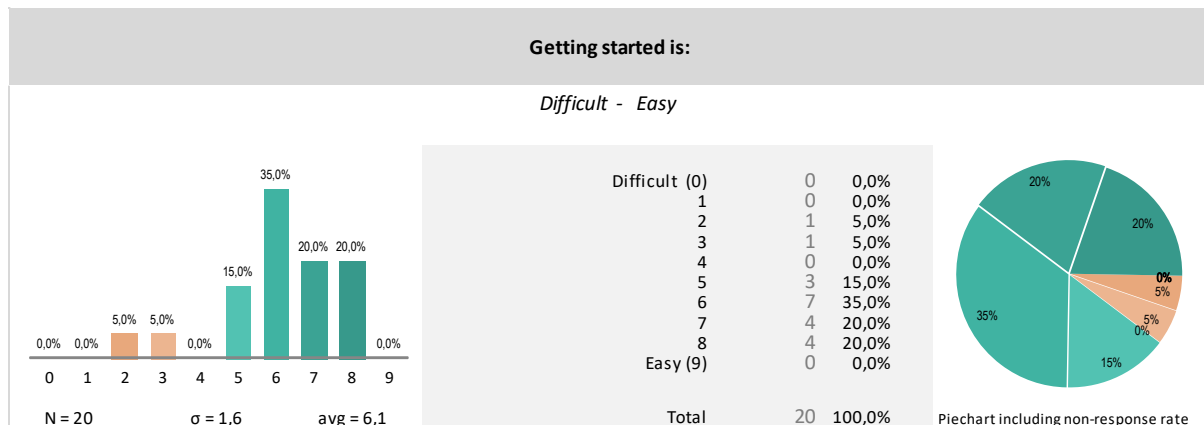 Getting started is:
Difficult - Easy
35,0%
20,0% 20,0%
15,0%
5,0% 5,0%
0,0% 0,0% 0,0% 0,0%
0 1 2 3 4 5 6 7 8 9
N = 20 σ = 1,6 avg = 6,1
Difficult (0) 0 0,0%
1 0 0,0%
2 1 5,0%
3 1 5,0%
4 0 0,0%
5 3 15,0%
6 7 35,0%
7 4 20,0%
8 4 20,0%
Easy (9) 0 0,0%
Total 20 100,0%
20%
20%
0%
5%
5%
0%
15%
35%
Piechart including non-response rate